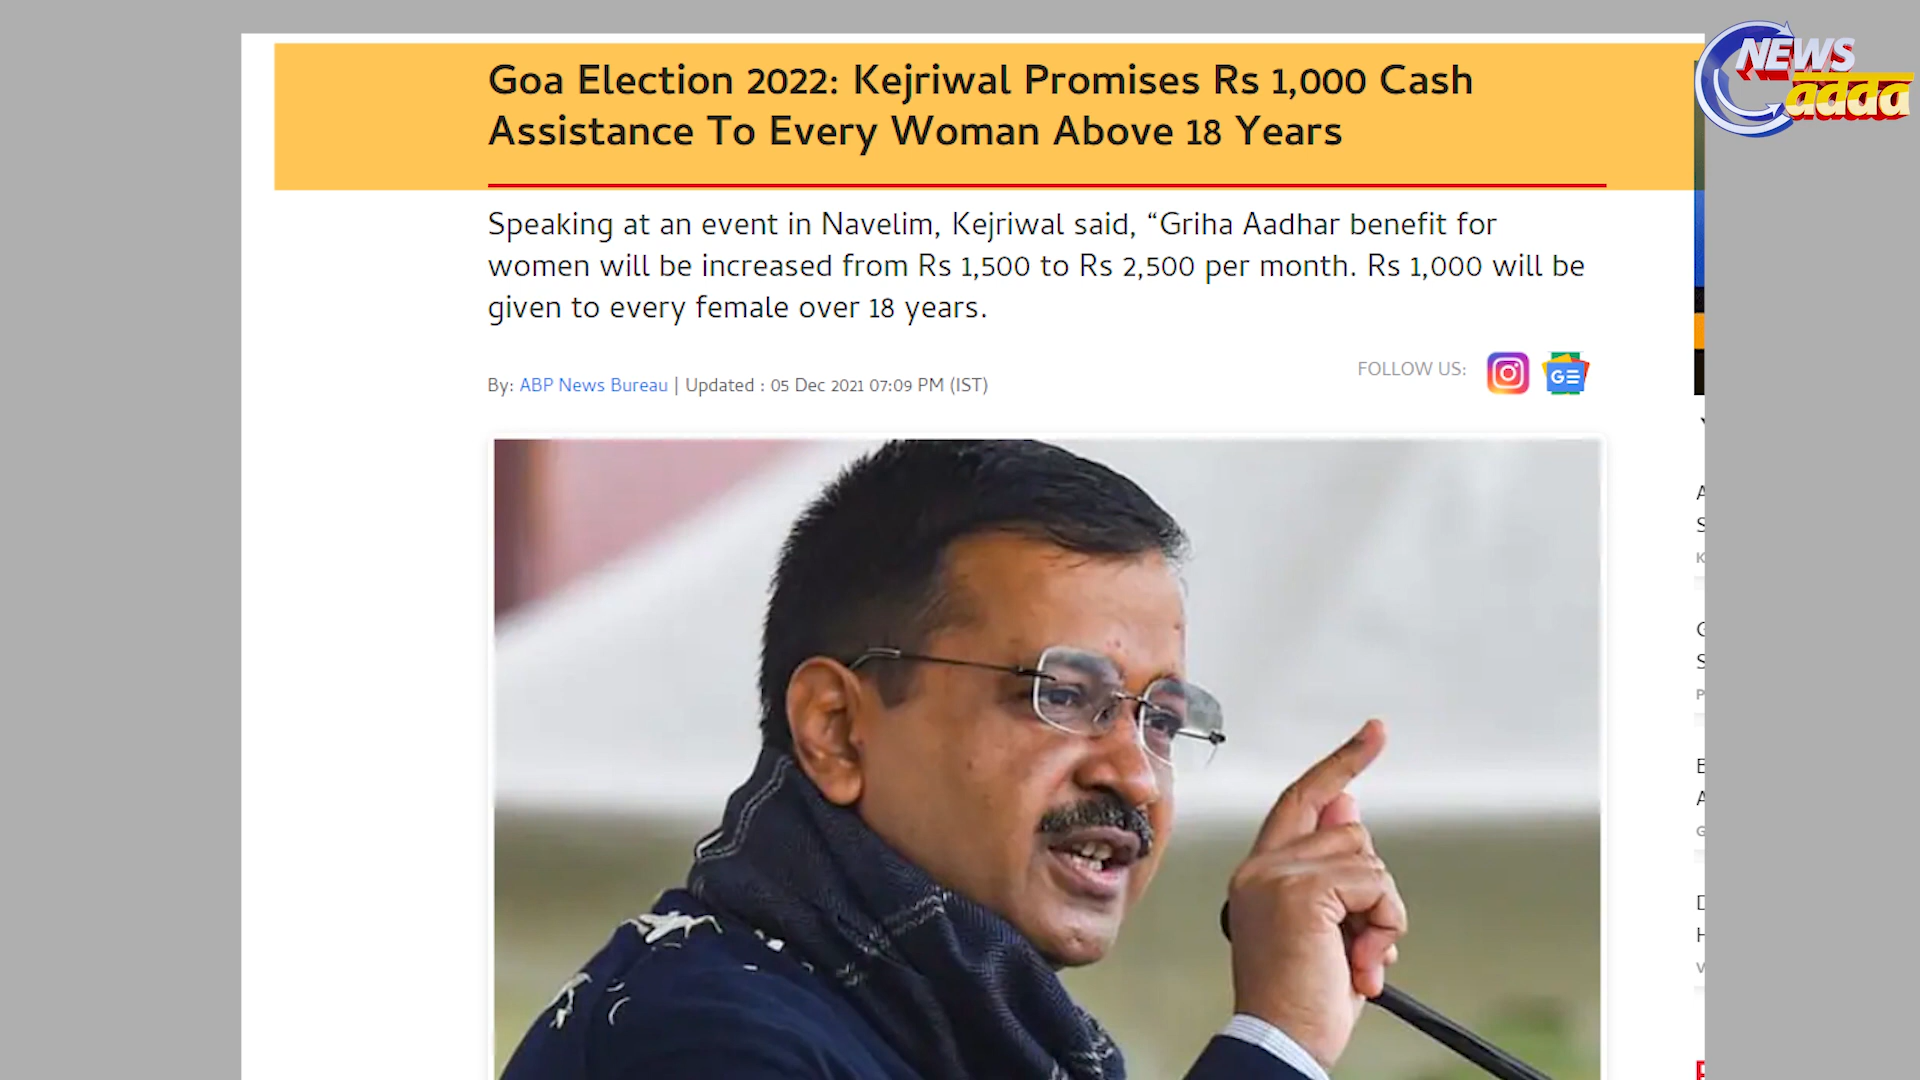 NEWS
adda
Goa Election 2022: Kejriwal Promises Rs 1,000 Cash
Assistance To Every Woman Above 18 Years
Speaking at an event in Navelim, Kejriwal said, “Griha Aadhar benefit for
women will be increased from Rs 1,500 to Rs 2,500 per month. Rs 1,000 will be
given to every female over 18 years.
FOLLOW US:
GE
By: ABP News Bureau | Updated : 05 Dec 2021 07:09 PM (IST)